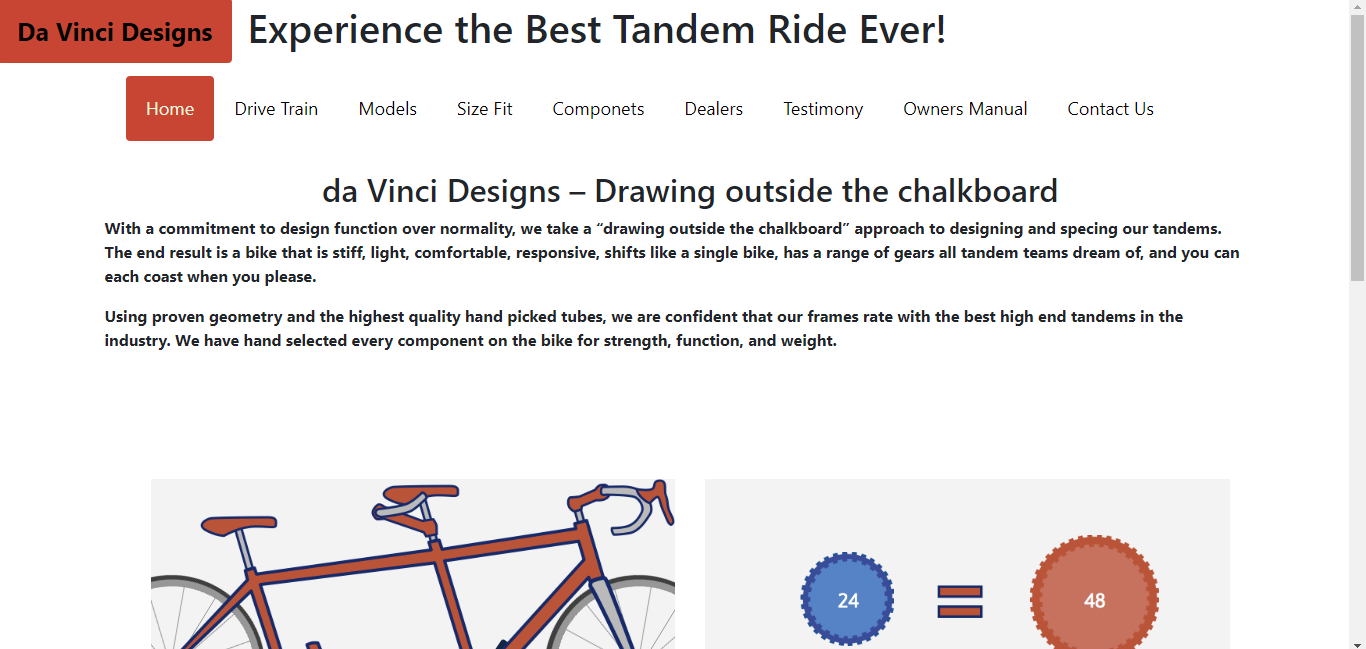 Da Vinci Designs
Experience the Best Tandem Ride Ever!
Home Drive Train Models Size Fit Componets Dealers Testimony Owners Manual Contact Us
da Vinci Designs – Drawing outside the chalkboard
With a commitment to design function over normality, we take a “drawing outside the chalkboard” approach to designing and specing our tandems.
The end result is a bike that is stiff, light, comfortable, responsive, shifts like a single bike, has a range of gears all tandem teams dream of, and you can
each coast when you please.
Using proven geometry and the highest quality hand picked tubes, we are confident that our frames rate with the best high end tandems in the
industry. We have hand selected every component on the bike for strength, function, and weight.
24 = 48